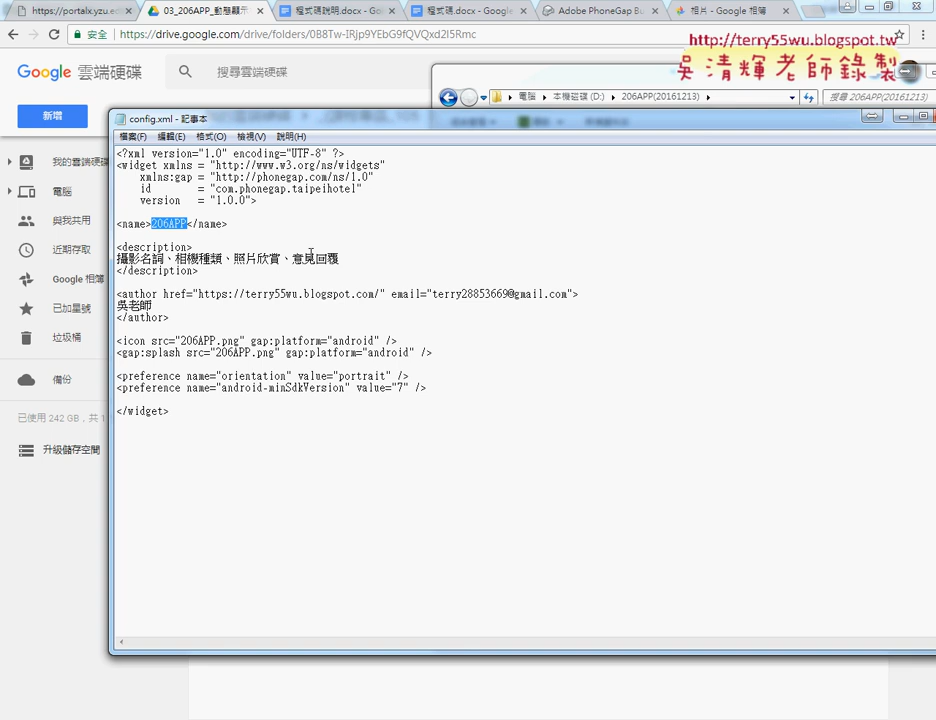 https://portalx.yzu.ed
03_206APP_動態顯示
程式碼說明.docx - Go
程式碼.docx - Google
Adobe PhoneGap Bu
相片 - Google 相簿
安全
https://drive.google.com/drive/folders/0B8Tw-IRjp9YEbG9fQVQxd2I5Rmc
http://terry55wu.blogspot.tw
吳清輝老師錄製
Google 雲端硬碟
搜尋雲端硬碟
電腦
本機磁碟 (D:)
206APP(20161213)
搜尋 206APP(20161213)
新增
config.xml - 記事本
檔案(F) 編輯(E) 格式(O) 檢視(V) 說明(H)
<?xml version="1.0" encoding="UTF-8" ?>
<widget xmlns = "http://www.w3.org/ns/widgets"
xmlns:gap = "http://phonegap.com/ns/1.0"
id = "com.phonegap.taipeihotel"
version = "1.0.0">
<name>206APP</name>
<description>
攝影名詞、相機種類、照片欣賞、意見回覆
</description>
<author href="https://terry55wu.blogspot.com/" email="terry28853669@gmail.com">
吳老師
</author>
<icon src="206APP.png" gap:platform="android" />
<gap:splash src="206APP.png" gap:platform="android" />
<preference name="orientation" value="portrait" />
<preference name="android-minSdkVersion" value="7" />
</widget>
我的雲端硬碟
電腦
與我共用
近期存取
Google 相簿
已加星號
垃圾桶
備份
已使用 242 GB，共 1
升級儲存空間